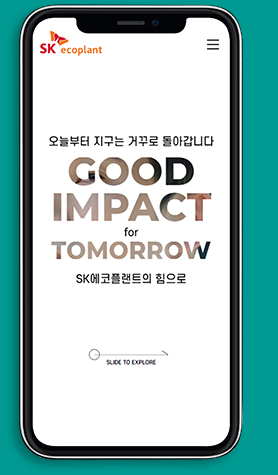 SK ecoplant
오늘부터 지구는 거꾸로 돌아갑니다
GOOD
IMPACT
for
TOMORROW
SK에코플랜트의 힘으로
SLIDE TO EXPLORE